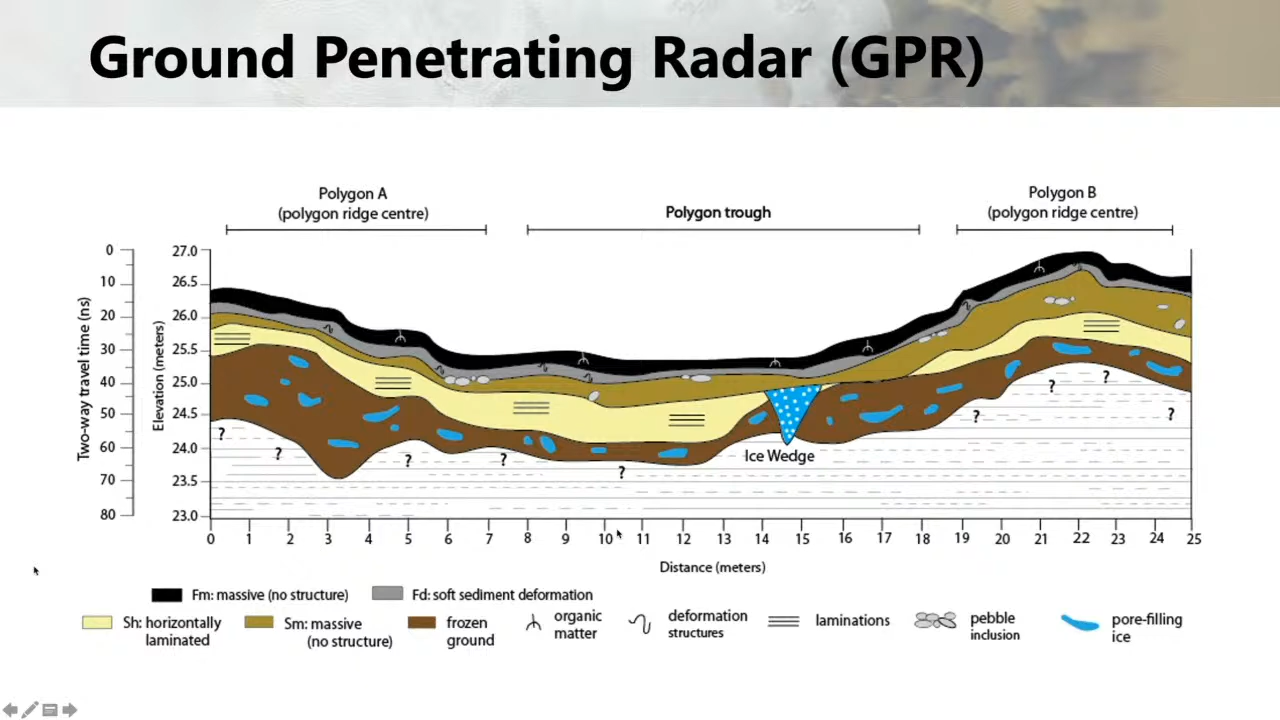 Ground Penetrating Radar (GPR)
Polygon A
(polygon ridge centre)
Polygon trough
Polygon B
(polygon ridge centre)
Two-way travel time (ns)
0
10
20
30
40
50
60
70
80
Elevation (meters)
27.0
26.5
26.0
25.5
25.0
24.5
24.0
23.5
23.0
? ? ? ? ? ? ? ? ? ?
Ice Wedge
0 1 2 3 4 5 6 7 8 9 10 11 12 13 14 15 16 17 18 19 20 21 22 23 24 25
Distance (meters)
Fm: massive (no structure)
Fd: soft sediment deformation
Sh: horizontally
laminated
Sm: massive
(no structure)
frozen
ground
organic
matter
deformation
structures
laminations
pebble
inclusion
pore-filling
ice